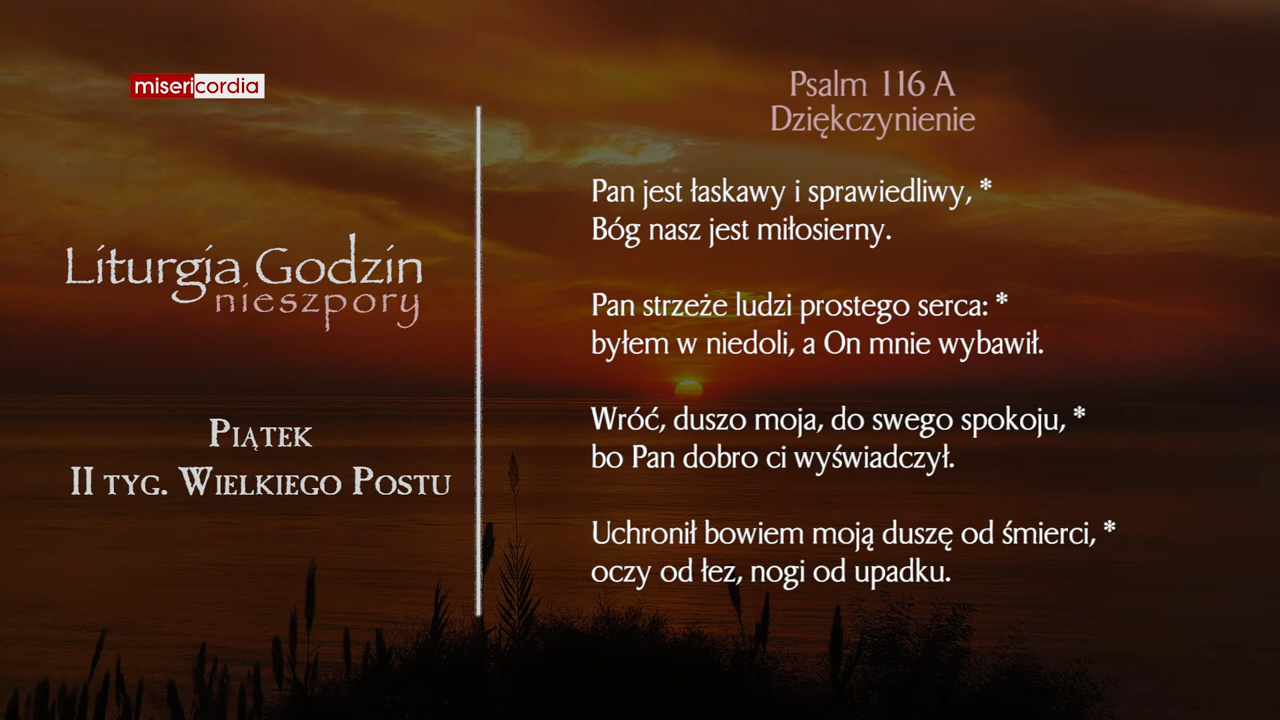 misericordia
Liturgia Godzin
nieszpory
Piątek
II tyg. Wielkiego Postu
Psalm 116 A
Dziękczynienie
Pan jest łaskawy i sprawiedliwy, *
Bóg nasz jest miłosierny.
Pan strzeże ludzi prostego serca: *
byłem w niedoli, a On mnie wybawił.
Wróć, duszo moja, do swego spokoju, *
bo Pan dobro ci wyświadczył.
Uchronił bowiem moją duszę od śmierci, *
oczy od łez, nogi od upadku.